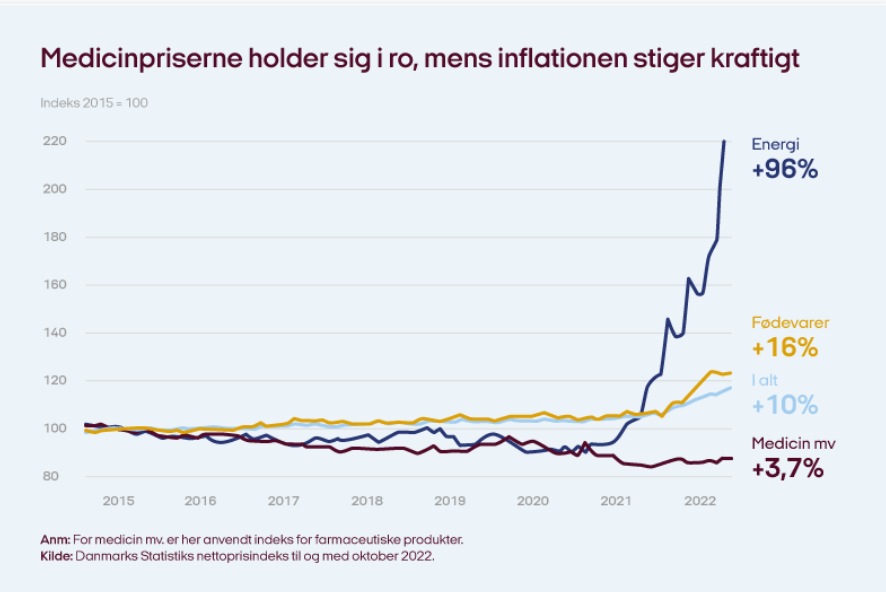 Medicinpriserne holder sig i ro, mens inflationen stiger kraftigt
Indeks 2015 = 100
220
200
180
160
140
120
100
80
2015 2016 2017 2018 2019 2020 2021 2022
Energi
+96%
Fødevarer
+16%
I alt
+10%
Medicin mv
+3,7%
Anm: For medicin mv. er her anvendt indeks for farmaceutiske produkter.
Kilde: Danmarks Statistiks nettoprisindeks til og med oktober 2022.